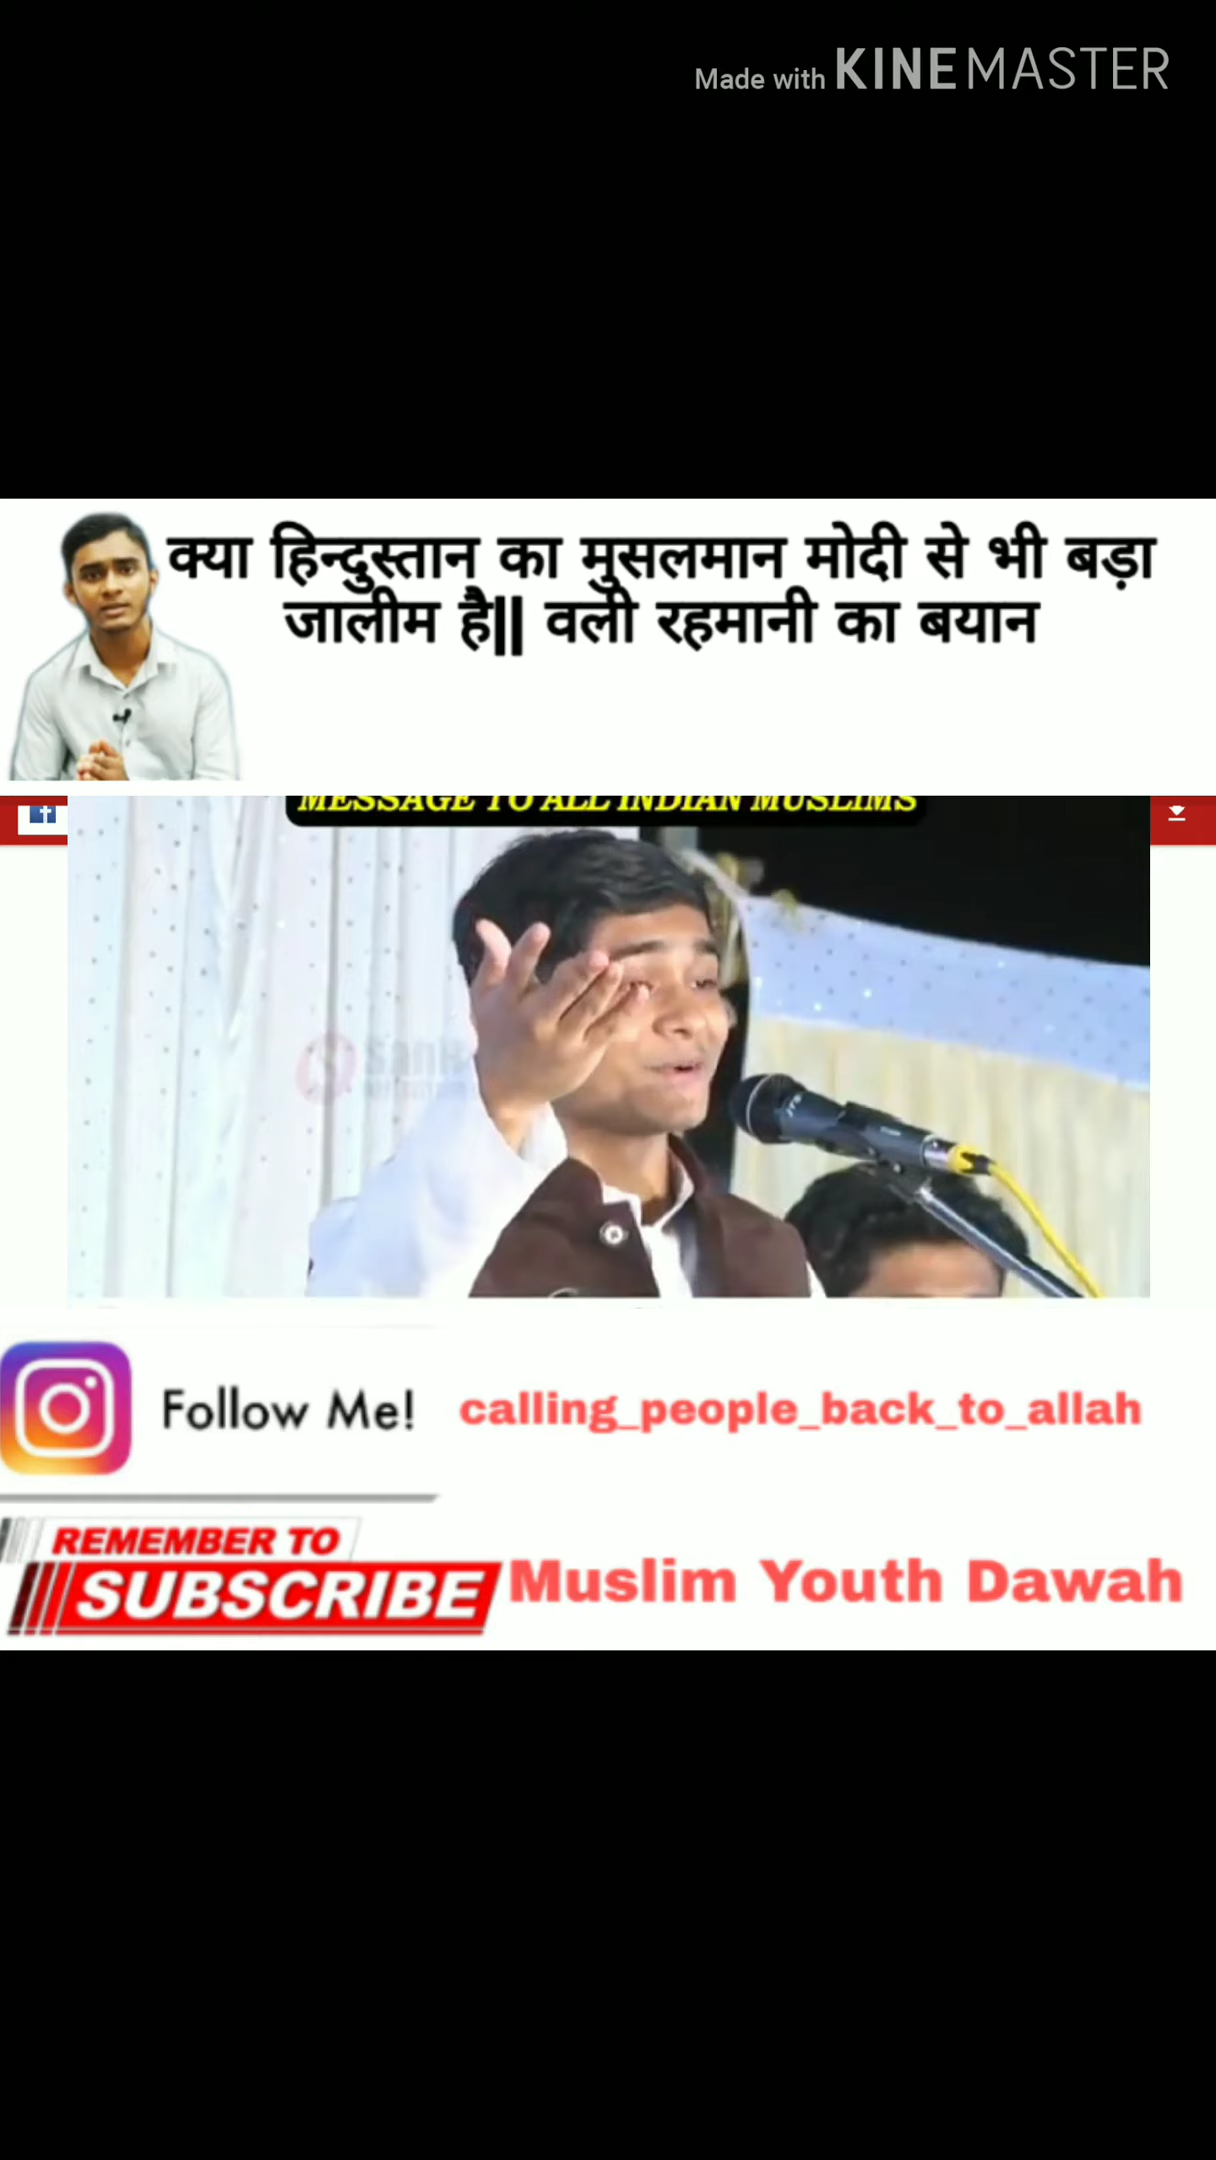 Made with KINEMASTER
क्या हिन्दुस्तान का मुसलमान मोदी से भी बड़ा
जालीम है|| वली रहमानी का बयान
MESSAGE TO ALL INDIAN MUSLIMS
JTS
Follow Me! calling_people_back_to_allah
REMEMBER TO
SUBSCRIBE Muslim Youth Dawah